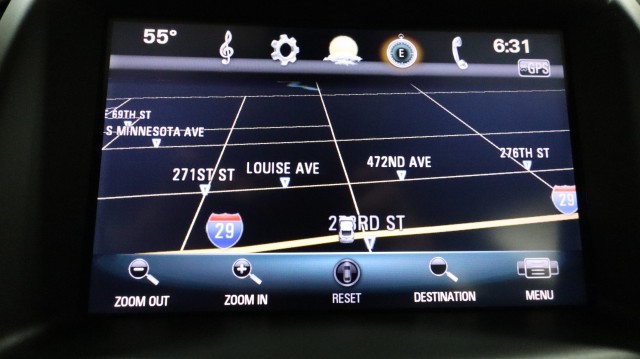 55°
E
6:31
GPS
E 69TH ST
S MINNESOTA AVE
271ST ST
LOUISE AVE
472ND AVE
276TH ST
29
29
273RD ST
ZOOM OUT
ZOOM IN
RESET
DESTINATION
MENU